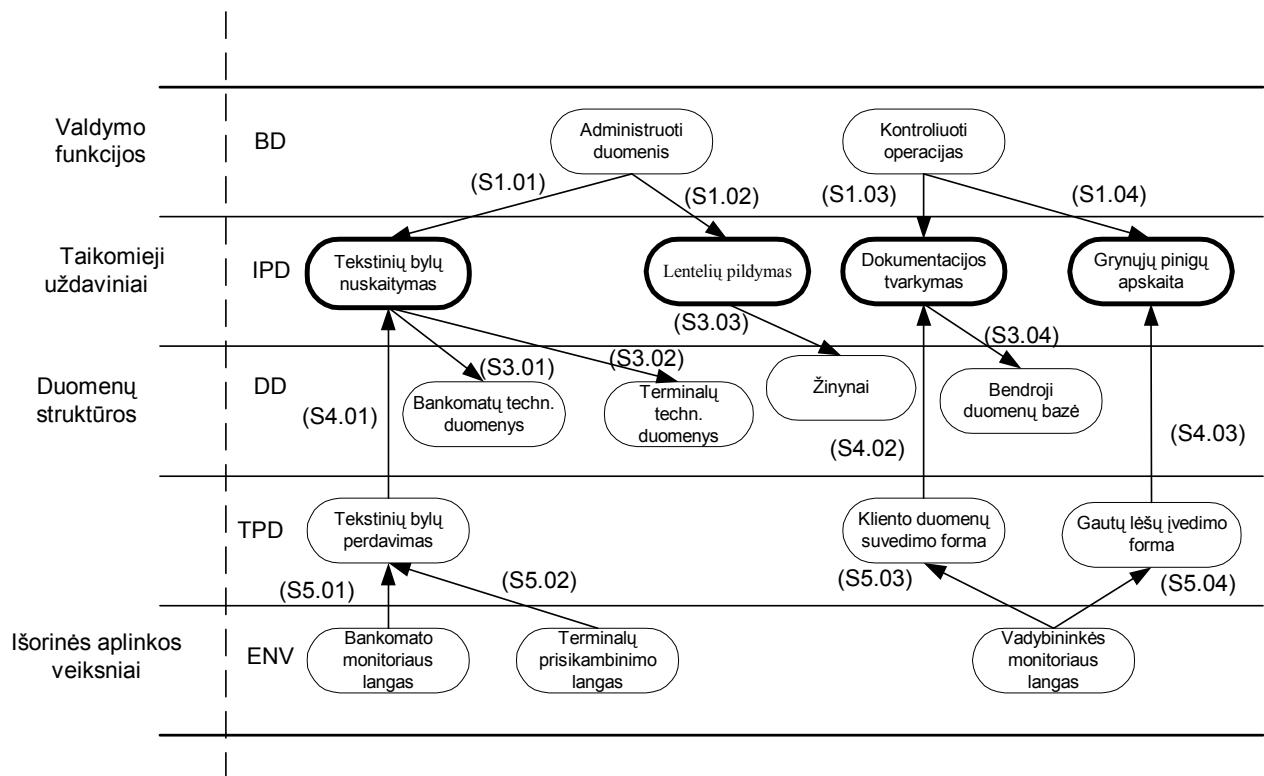 Valdymo
funkcijos
BD
Administruoti
duomenis
Kontroliuoti
operacijas
(S1.01)
(S1.02)
(S1.03)
(S1.04)
Taikomieji
uždaviniai
IPD
Tekstinių bylų
nuskaitymas
Lentelių pildymas
Dokumentacijos
tvarkymas
Grynųjų pinigų
apskaita
(S3.03)
(S3.04)
(S3.01)
(S3.02)
Duomenų
struktūros
DD
(S4.01)
Bankomatų techn.
duomenys
Terminalų
techn.
duomenys
Žinynai
Bendroji
duomenų bazė
(S4.02)
(S4.03)
TPD
Tekstinių bylų
perdavimas
Kliento duomenų
suvedimo forma
Gautų lėšų įvedimo
forma
(S5.01)
(S5.02)
(S5.03)
(S5.04)
Išorinės aplinkos
veiksniai
ENV
Bankomato
monitoriaus
langas
Terminalų
prisikambinimo
langas
Vadybininkės
monitoriaus
langas